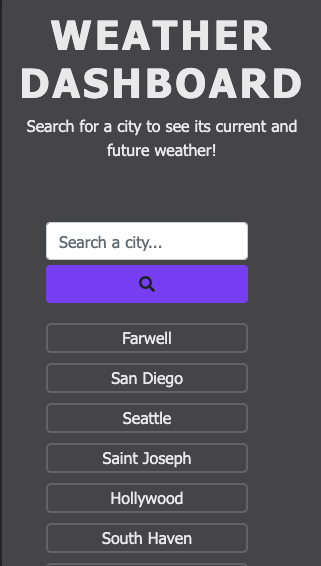 WEATHER
DASHBOARD
Search for a city to see its current and
future weather!
Search a city...
Farwell
San Diego
Seattle
Saint Joseph
Hollywood
South Haven